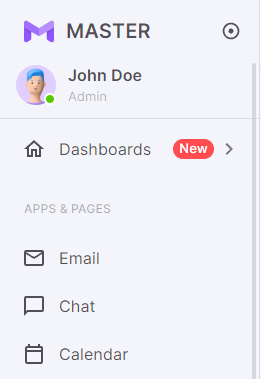 MASTER
John Doe
Admin
Dashboards New
APPS & PAGES
Email
Chat
Calendar